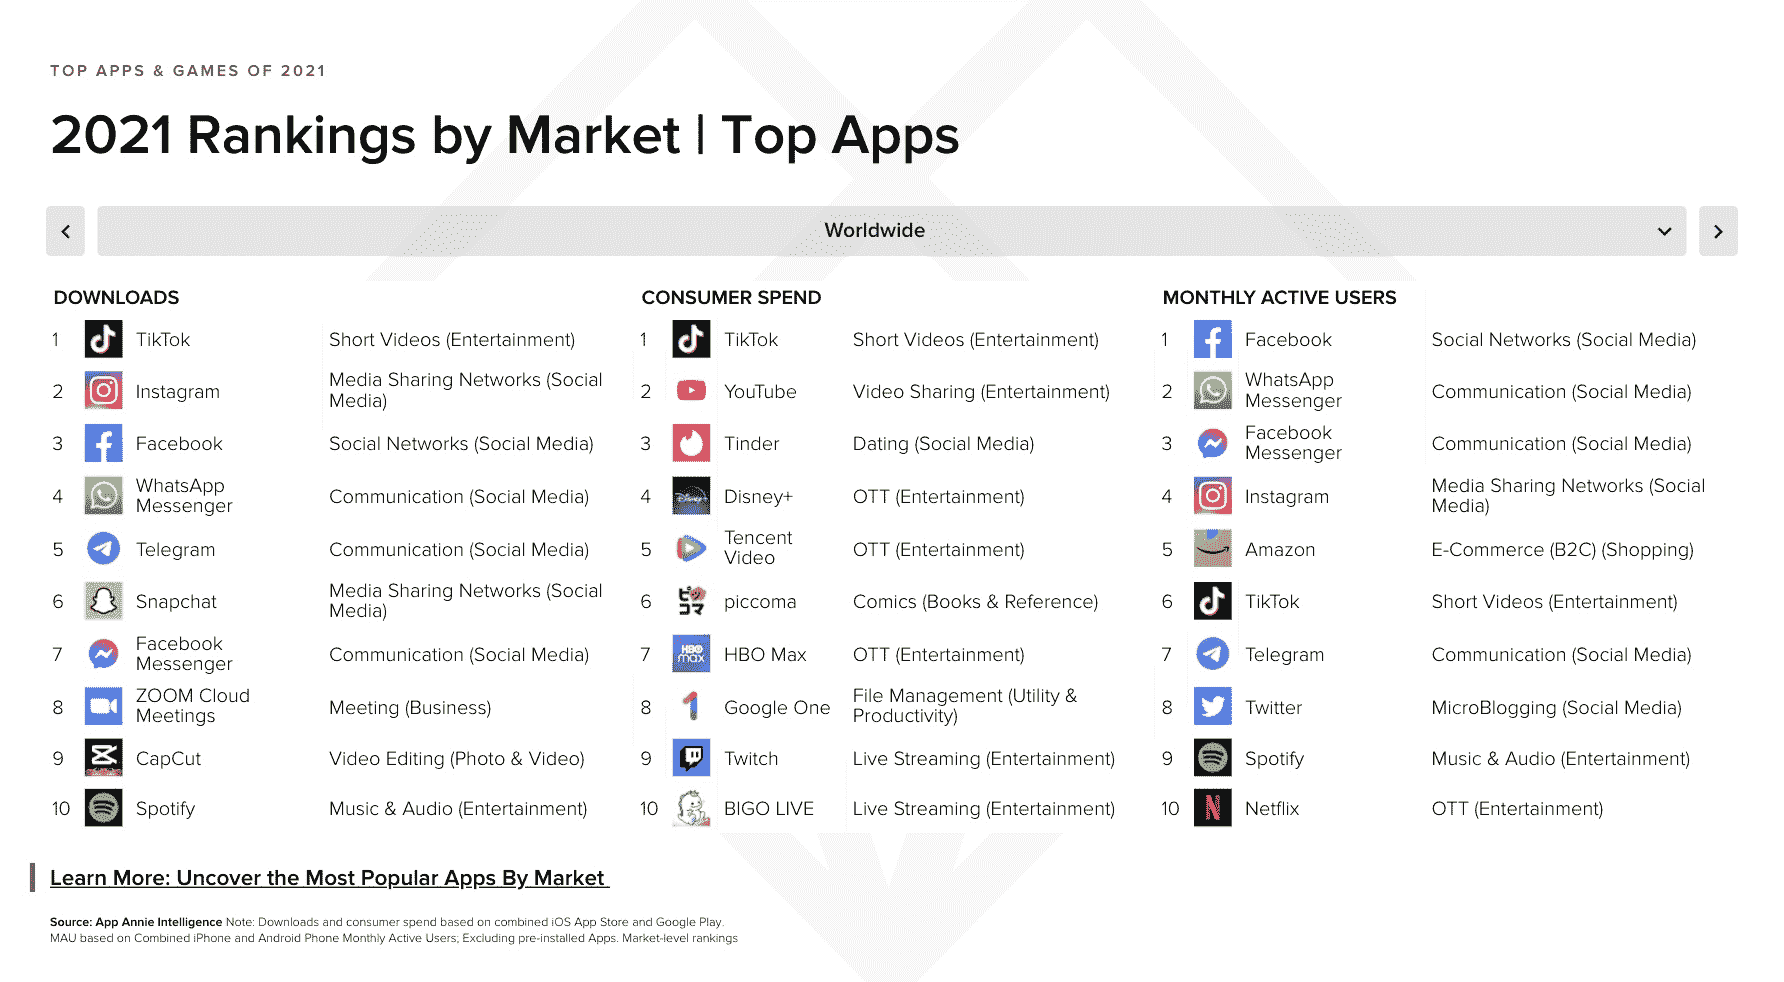 TOP APPS & GAMES OF 2021
2021 Rankings by Market | Top Apps
Worldwide
DOWNLOADS
1 TikTok Short Videos (Entertainment)
2 Instagram Media Sharing Networks (Social
Media)
3 Facebook Social Networks (Social Media)
4 WhatsApp
Messenger Communication (Social Media)
5 Telegram Communication (Social Media)
6 Snapchat Media Sharing Networks (Social
Media)
7 Facebook
Messenger Communication (Social Media)
8 ZOOM Cloud
Meetings Meeting (Business)
9 CapCut Video Editing (Photo & Video)
10 Spotify Music & Audio (Entertainment)
CONSUMER SPEND
1 TikTok Short Videos (Entertainment)
2 YouTube Video Sharing (Entertainment)
3 Tinder Dating (Social Media)
4 Disney+ Disney+ OTT (Entertainment)
5 Tencent
Video OTT (Entertainment)
6 ピッコマ piccoma Comics (Books & Reference)
7 HBO max HBO Max OTT (Entertainment)
8 Google One File Management (Utility &
Productivity)
9 Twitch Live Streaming (Entertainment)
10 BIGO LIVE Live Streaming (Entertainment)
MONTHLY ACTIVE USERS
1 Facebook Social Networks (Social Media)
2 WhatsApp
Messenger Communication (Social Media)
3 Facebook
Messenger Communication (Social Media)
4 Instagram Media Sharing Networks (Social
Media)
5 Amazon E-Commerce (B2C) (Shopping)
6 TikTok Short Videos (Entertainment)
7 Telegram Communication (Social Media)
8 Twitter MicroBlogging (Social Media)
9 Spotify Music & Audio (Entertainment)
10 Netflix OTT (Entertainment)
Learn More: Uncover the Most Popular Apps By Market
Source: App Annie Intelligence Note: Downloads and consumer spend based on combined iOS App Store and Google Play.
MAU based on Combined iPhone and Android Phone Monthly Active Users; Excluding pre-installed Apps. Market-level rankings